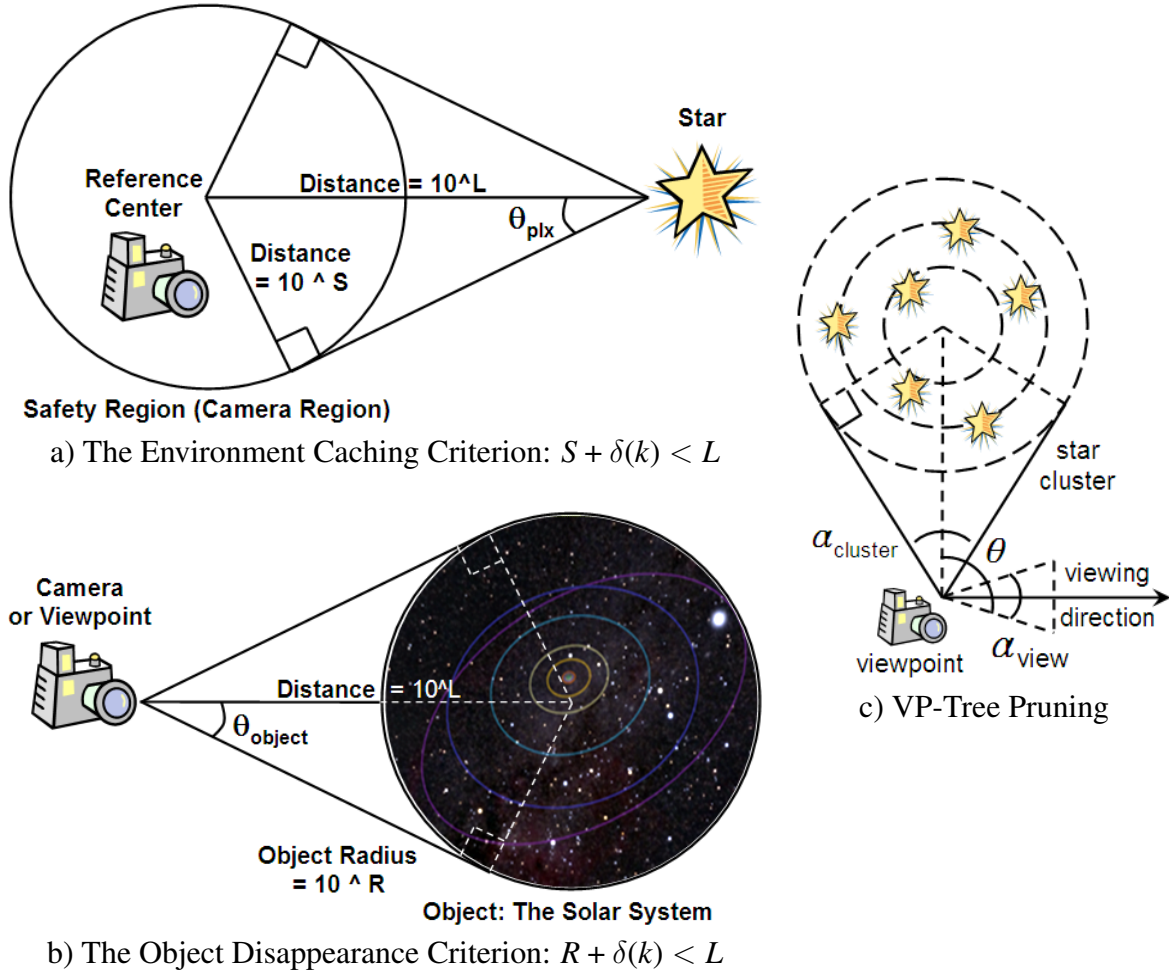 Star
Reference
Center
Distance = 10^L
θplx
Distance
= 10 ^ S
Safety Region (Camera Region)
a) The Environment Caching Criterion: S + δ(k) < L
Camera
or Viewpoint
Distance = 10^L
θobject
Object Radius
= 10 ^ R
Object: The Solar System
b) The Object Disappearance Criterion: R + δ(k) < L
star
cluster
αcluster
θ
viewing
direction
αview
viewpoint
c) VP-Tree Pruning